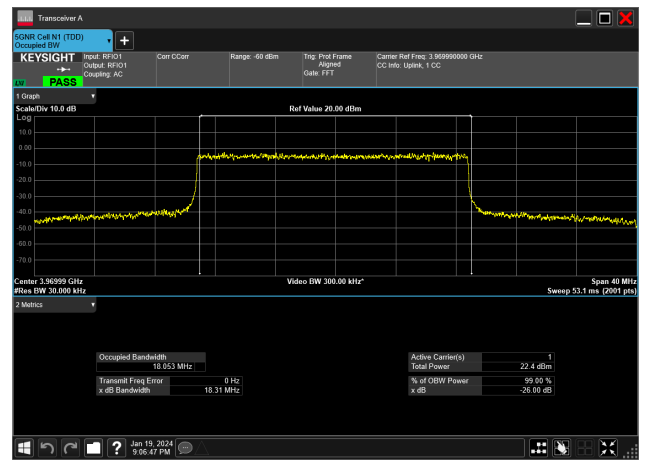 Transceiver A
5GNR Cell N1 (TDD)
Occupied BW
KEYSIGHT
Input: RFIO1
Output: RFIO1
Coupling: AC
Corr CCorr
Range: -60 dBm
Trig: Prot Frame
Aligned
Gate: FFT
Carrier Ref Freq: 3.969990000 GHz
CC Info: Uplink, 1 CC
PASS
1 Graph
Scale/Div 10.0 dB
Ref Value 20.00 dBm
Log
10.0
0.00
-10.0
-20.0
-30.0
-40.0
-50.0
-60.0
-70.0
Center 3.96999 GHz
Video BW 300.00 kHz*
Span 40 MHz
#Res BW 30.000 kHz
Sweep 53.1 ms (2001 pts)
2 Metrics
Occupied Bandwidth
18.053 MHz
Active Carrier(s) 1
Total Power 22.4 dBm
Transmit Freq Error 0 Hz
x dB Bandwidth 18.31 MHz
% of OBW Power 99.00 %
x dB -26.00 dB
Jan 19, 2024
9:06:47 PM